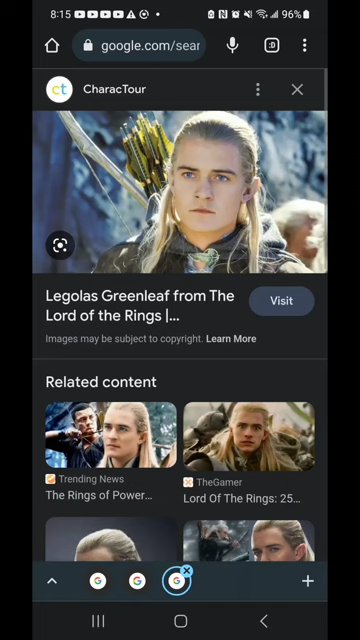 8:15
96%
google.com/sear
:D
ct CharacTour
Legolas Greenleaf from The
Lord of the Rings |...
Visit
Images may be subject to copyright. Learn More
Related content
Trending News
The Rings of Power...
TheGamer
Lord Of The Rings: 25...